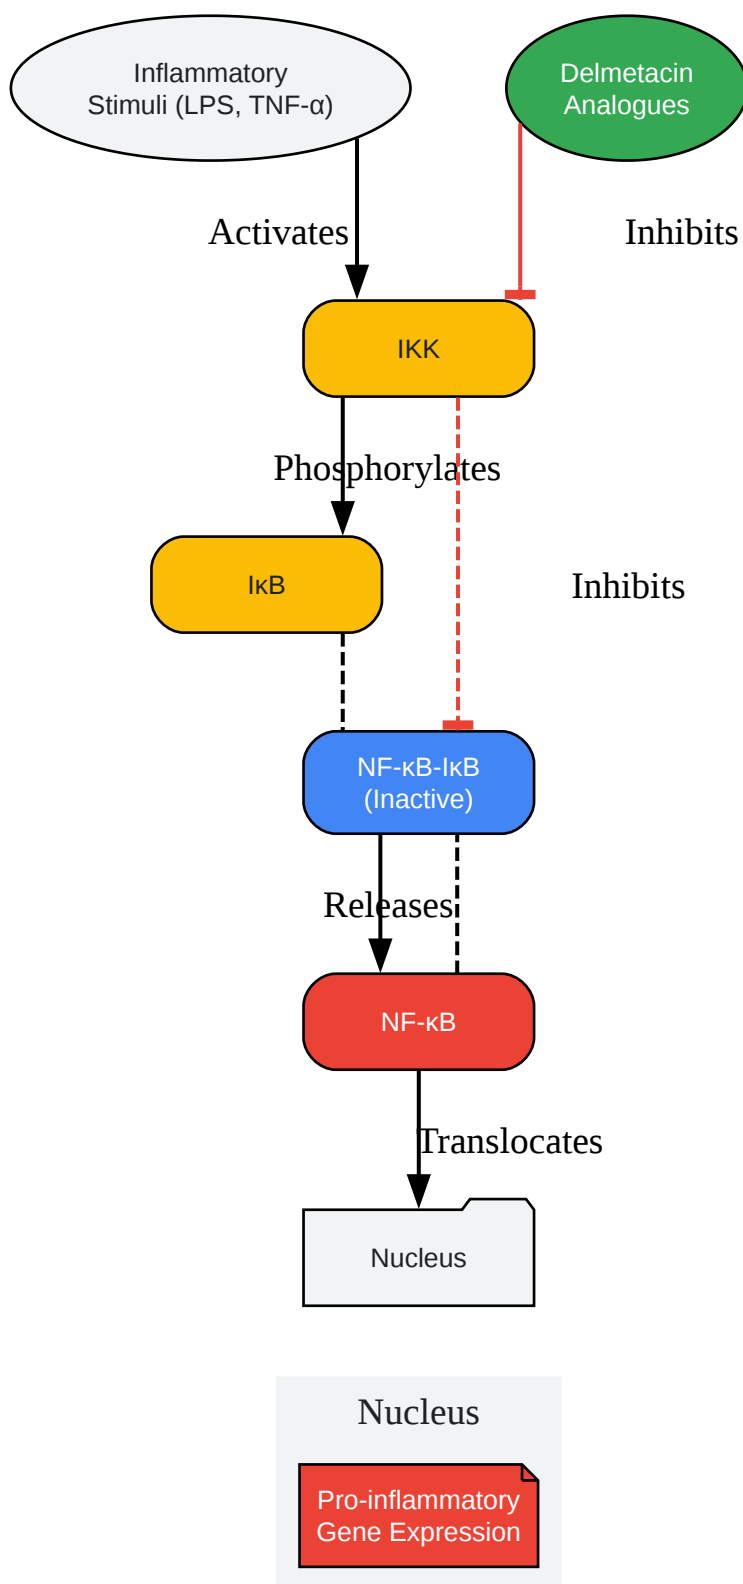 Inflammatory
Stimuli (LPS, TNF-α)
Delmetacin
Analogues
Activates
Inhibits
IKK
Phosphorylates
IκB
Inhibits
NF-κB-IκB
(Inactive)
Releases
NF-κB
Translocates
Nucleus
Nucleus
Pro-inflammatory
Gene Expression